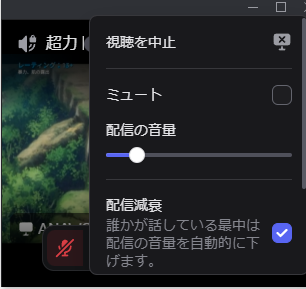 超力
視聴を中止
ミュート
配信の音量
配信減衰
誰かが話している最中は
配信の音量を自動的に下
げます。